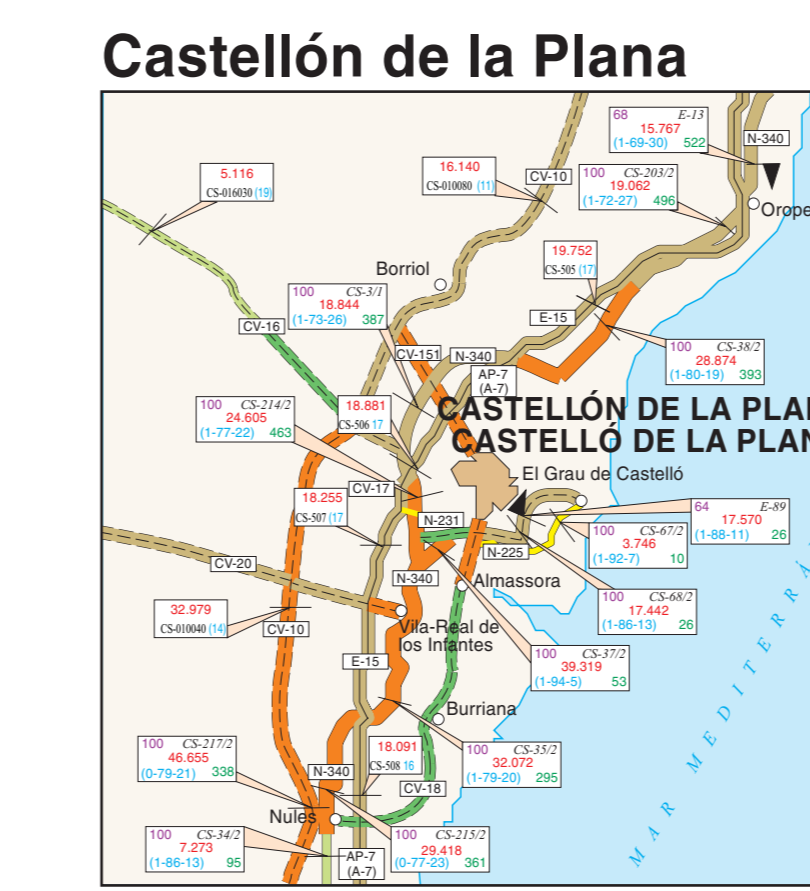 Castellón de la Plana
68 E-13
15.767
(1-69-30) 522
N-340
5.116
CS-016030 (19)
16.140
CS-010080 (11)
CV-10
100 CS-203/2
19.062
(1-72-27) 496
Orope
19.752
CS-505 (17)
Borriol
100 CS-3/1
18.844
(1-73-26) 387
CV-16
E-15
CV-151
N-340
AP-7
(A-7)
100 CS-38/2
28.874
(1-80-19) 393
100 CS-214/2
24.605
(1-77-22) 463
18.881
CS-506 17
CASTELLÓN DE LA PLA
CASTELLÓ DE LA PLAN
El Grau de Castelló
CV-17
18.255
CS-507 (17
N-231
64 E-89
17.570
(1-88-11) 26
100 CS-67/2
3.746
(1-92-7) 10
N-225
CV-20
N-340
Almassora
100 CS-68/2
17.442
(1-86-13) 26
32.979
CS-010040 (14)
CV-10
Vila-Real de
los Infantes
E-15
100 CS-37/2
39.319
(1-94-5) 53
Burriana
100 CS-217/2
46.655
(0-79-21) 338
18.091
CS-508 16
100 CS-35/2
32.072
(1-79-20) 295
N-340
CV-18
Nules
100 CS-34/2
7.273
(1-86-13) 95
AP-7
(A-7)
100 CS-215/2
29.418
(0-77-23) 361
MAR MEDITERRÁ